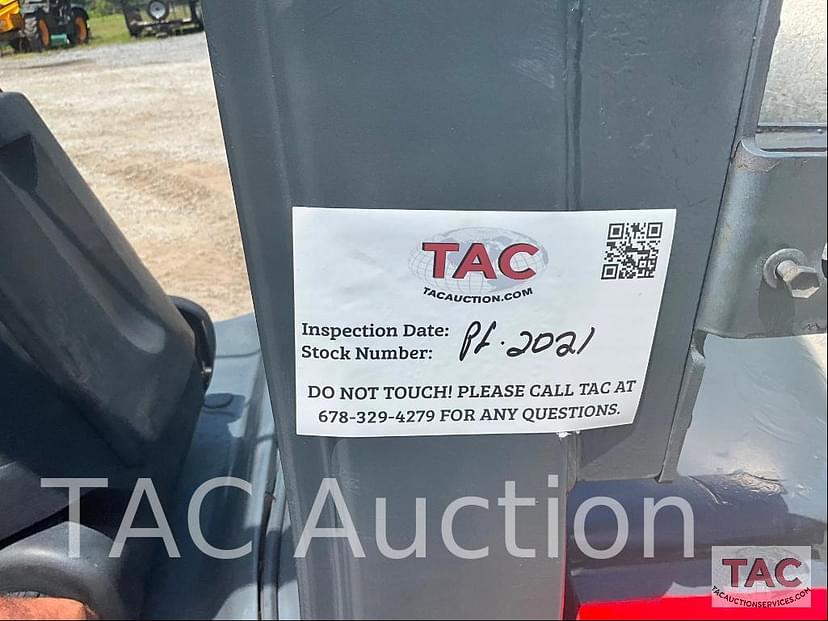 TAC
TACAUCTION.COM
Inspection Date:
Stock Number: PL.2021
DO NOT TOUCH! PLEASE CALL TAC AT
678-329-4279 FOR ANY QUESTIONS.
TAC Auction
TAC
TACAUCTIONSERVICES.COM